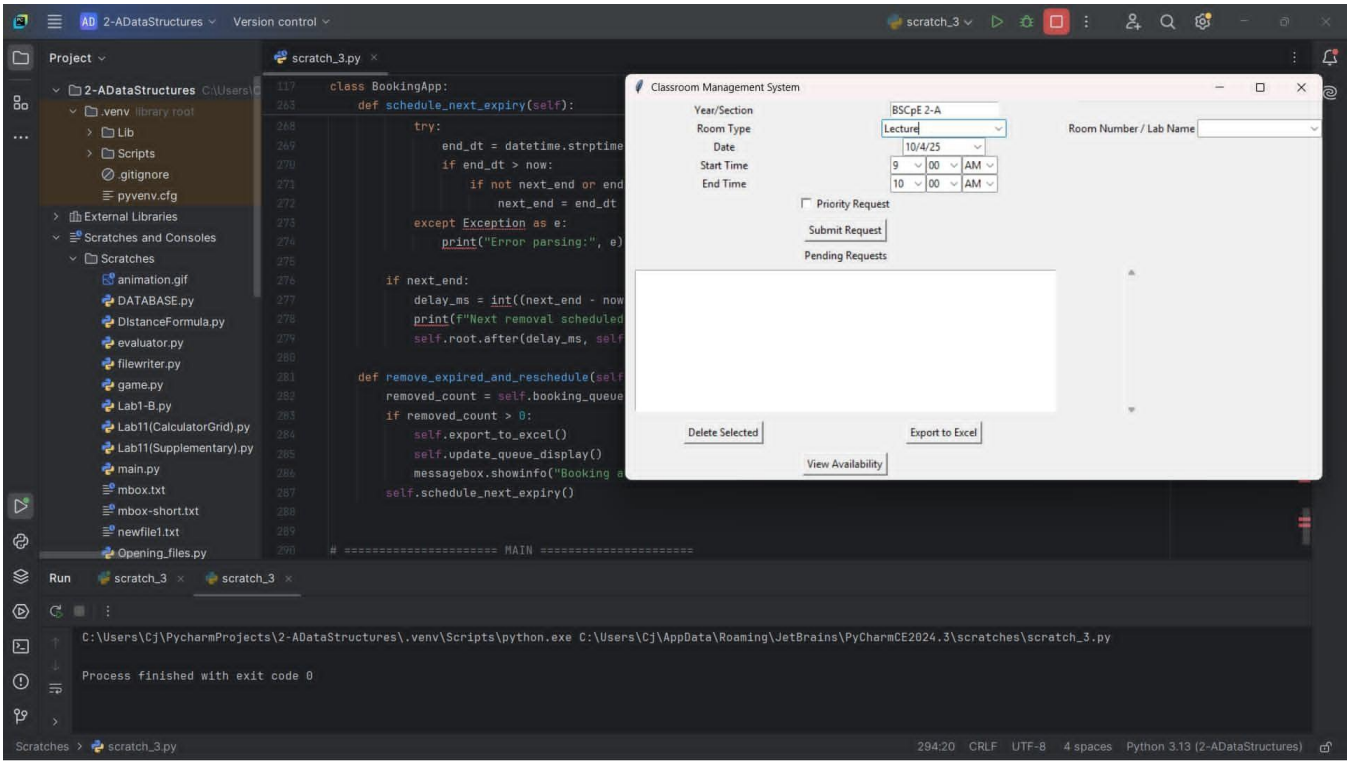 AD 2-ADataStructures Version control scratch_3
Project
scratch_3.py
2-ADataStructures C:\Users\C
.venv library root
Lib
Scripts
.gitignore
pyvenv.cfg
External Libraries
Scratches and Consoles
Scratches
animation.gif
DATABASE.py
DIstanceFormula.py
evaluator.py
filewriter.py
game.py
Lab1-B.py
Lab11(CalculatorGrid).py
Lab11(Supplementary).py
main.py
mbox.txt
mbox-short.txt
newfile1.txt
Opening_files.py
117 class BookingApp:
263 def schedule_next_expiry(self):
268 try:
269 end_dt = datetime.strptime
270 if end_dt > now:
271 if not next_end or end
272 next_end = end_dt
273 except Exception as e:
274 print("Error parsing:", e)
275
276 if next_end:
277 delay_ms = int((next_end - now
278 print(f"Next removal scheduled
279 self.root.after(delay_ms, self
280
281 def remove_expired_and_reschedule(self
282 removed_count = self.booking_queue
283 if removed_count > 0:
284 self.export_to_excel()
285 self.update_queue_display()
286 messagebox.showinfo("Booking a
287 self.schedule_next_expiry()
288
289
290 # ====================== MAIN ======================
Classroom Management System
Year/Section BSCpE 2-A
Room Type Lecture Room Number / Lab Name
Date 10/4/25
Start Time 9 00 AM
End Time 10 00 AM
Priority Request
Submit Request
Pending Requests
Delete Selected Export to Excel
View Availability
Run scratch_3 scratch_3
C:\Users\Cj\PycharmProjects\2-ADataStructures\.venv\Scripts\python.exe C:\Users\Cj\AppData\Roaming\JetBrains\PyCharmCE2024.3\scratches\scratch_3.py
Process finished with exit code 0
Scratches > scratch_3.py 294:20 CRLF UTF-8 4 spaces Python 3.13 (2-ADataStructures)